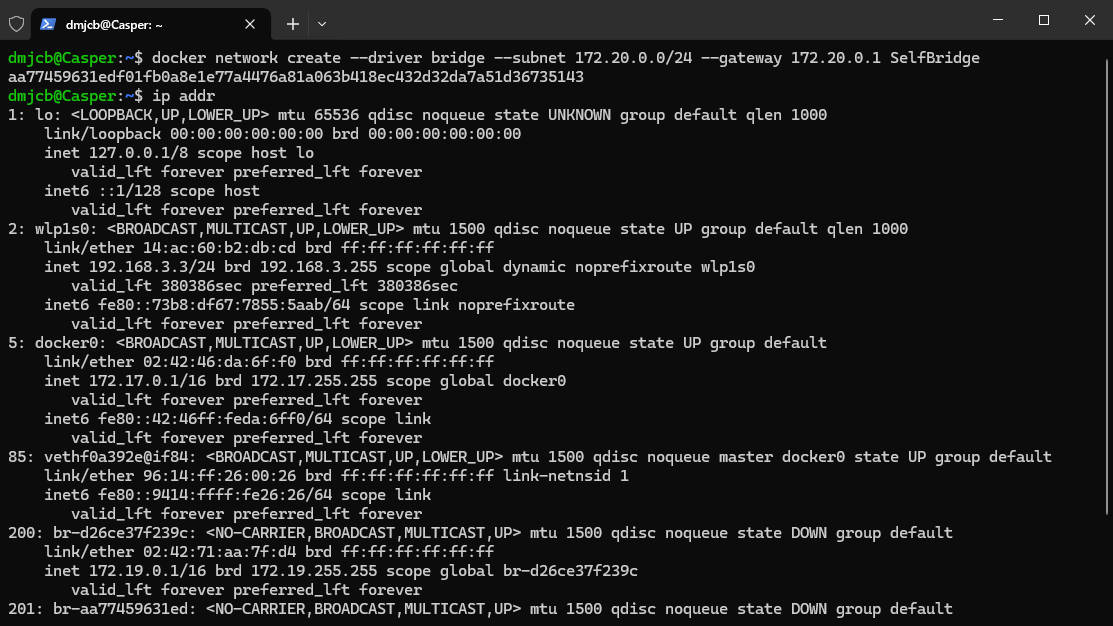 dmjcb@Casper: ~
dmjcb@Casper:~$ docker network create --driver bridge --subnet 172.20.0.0/24 --gateway 172.20.0.1 SelfBridge
aa77459631edf01fb0a8e1e77a4476a81a063b418ec432d32da7a51d36735143
dmjcb@Casper:~$ ip addr
1: lo: <LOOPBACK,UP,LOWER_UP> mtu 65536 qdisc noqueue state UNKNOWN group default qlen 1000
    link/loopback 00:00:00:00:00:00 brd 00:00:00:00:00:00
    inet 127.0.0.1/8 scope host lo
       valid_lft forever preferred_lft forever
    inet6 ::1/128 scope host
       valid_lft forever preferred_lft forever
2: wlp1s0: <BROADCAST,MULTICAST,UP,LOWER_UP> mtu 1500 qdisc noqueue state UP group default qlen 1000
    link/ether 14:ac:60:b2:db:cd brd ff:ff:ff:ff:ff:ff
    inet 192.168.3.3/24 brd 192.168.3.255 scope global dynamic noprefixroute wlp1s0
       valid_lft 380386sec preferred_lft 380386sec
    inet6 fe80::73b8:df67:7855:5aab/64 scope link noprefixroute
       valid_lft forever preferred_lft forever
5: docker0: <BROADCAST,MULTICAST,UP,LOWER_UP> mtu 1500 qdisc noqueue state UP group default
    link/ether 02:42:46:da:6f:f0 brd ff:ff:ff:ff:ff:ff
    inet 172.17.0.1/16 brd 172.17.255.255 scope global docker0
       valid_lft forever preferred_lft forever
    inet6 fe80::42:46ff:feda:6ff0/64 scope link
       valid_lft forever preferred_lft forever
85: vethf0a392e@if84: <BROADCAST,MULTICAST,UP,LOWER_UP> mtu 1500 qdisc noqueue master docker0 state UP group default
    link/ether 96:14:ff:26:00:26 brd ff:ff:ff:ff:ff:ff link-netnsid 1
    inet6 fe80::9414:ffff:fe26:26/64 scope link
       valid_lft forever preferred_lft forever
200: br-d26ce37f239c: <NO-CARRIER,BROADCAST,MULTICAST,UP> mtu 1500 qdisc noqueue state DOWN group default
    link/ether 02:42:71:aa:7f:d4 brd ff:ff:ff:ff:ff:ff
    inet 172.19.0.1/16 brd 172.19.255.255 scope global br-d26ce37f239c
       valid_lft forever preferred_lft forever
201: br-aa77459631ed: <NO-CARRIER,BROADCAST,MULTICAST,UP> mtu 1500 qdisc noqueue state DOWN group default